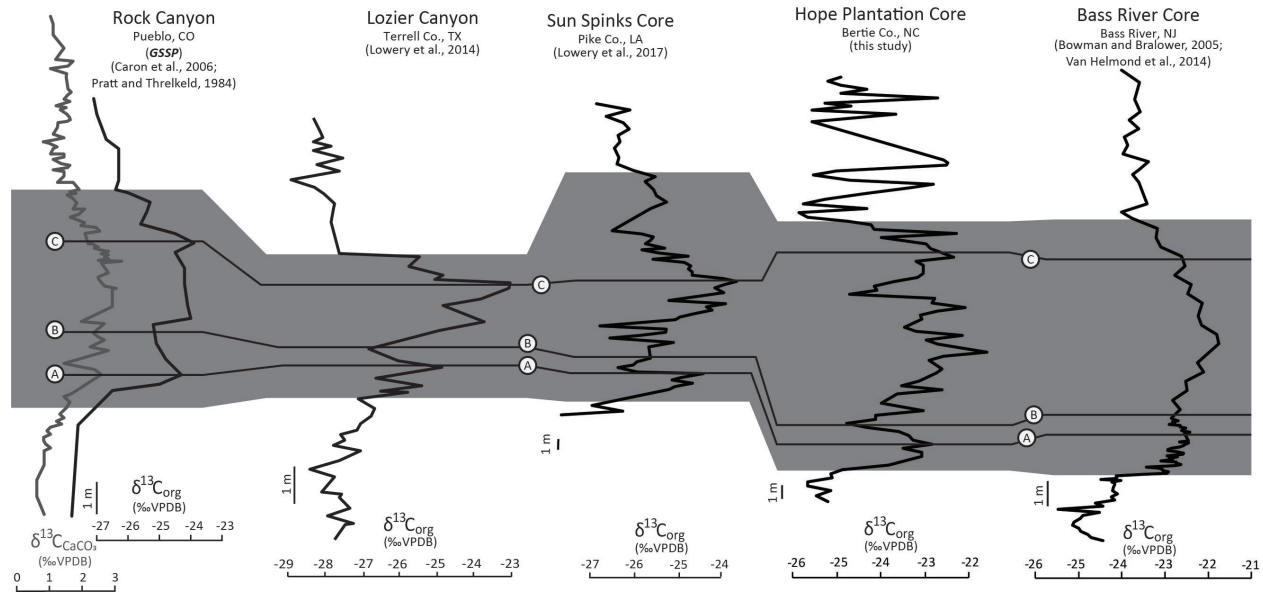 Rock Canyon
Pueblo, CO
(GSSP)
(Caron et al., 2006;
Pratt and Threlkeld, 1984)
Lozier Canyon
Terrell Co., TX
(Lowery et al., 2014)
Sun Spinks Core
Pike Co., LA
(Lowery et al., 2017)
Hope Plantation Core
Bertie Co., NC
(this study)
Bass River Core
Bass River, NJ
(Bowman and Bralower, 2005;
Van Helmond et al., 2014)
C
B
A
C
B
A
C
B
A
1 m
1 m
1 m
1 m
1 m
δ¹³C CaCO₃
(‰VPDB)
0 1 2 3
δ¹³Corg
(‰VPDB)
-27 -26 -25 -24 -23
δ¹³Corg
(‰VPDB)
-29 -28 -27 -26 -25 -24 -23
δ¹³Corg
(‰VPDB)
-27 -26 -25 -24
δ¹³Corg
(‰VPDB)
-26 -25 -24 -23 -22
δ¹³Corg
(‰VPDB)
-26 -25 -24 -23 -22 -21